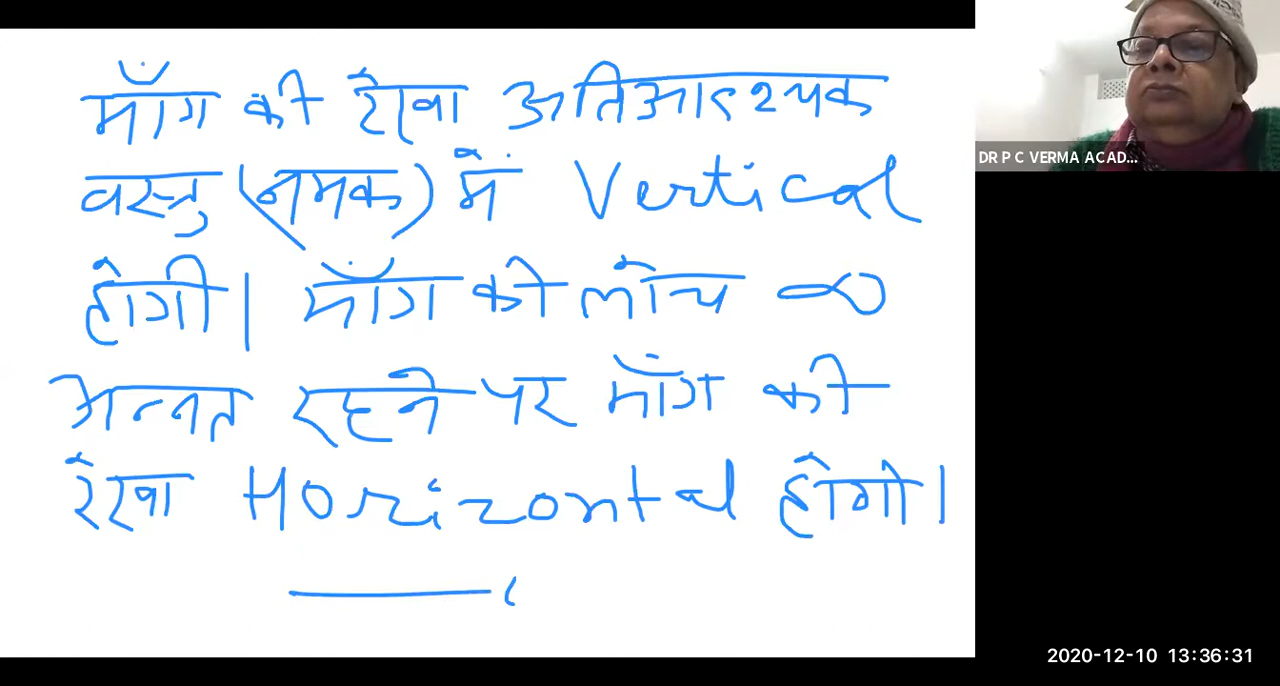 माँग की रेखा अतिआवश्यक
वस्तु (नमक) में Vertical
होगी। माँग की लोच ∞
अनन्त रहने पर माँग की
रेखा Horizontal होगी।
DR P C VERMA ACAD...
2020-12-10 13:36:31